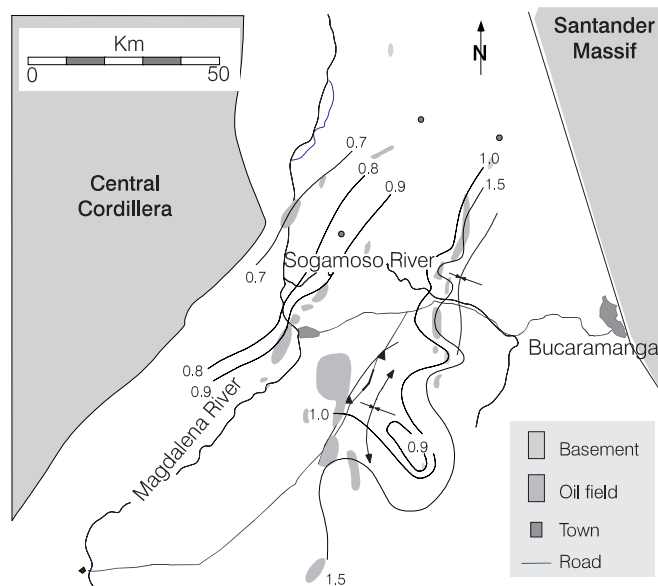 Km
0
50
N
Santander
Massif
Central
Cordillera
0.7
0.8
0.9
1.0
1.5
0.7
Sogamoso River
Bucaramanga
0.8
0.9
1.0
0.9
Magdalena River
1.5
Basement
Oil field
Town
Road